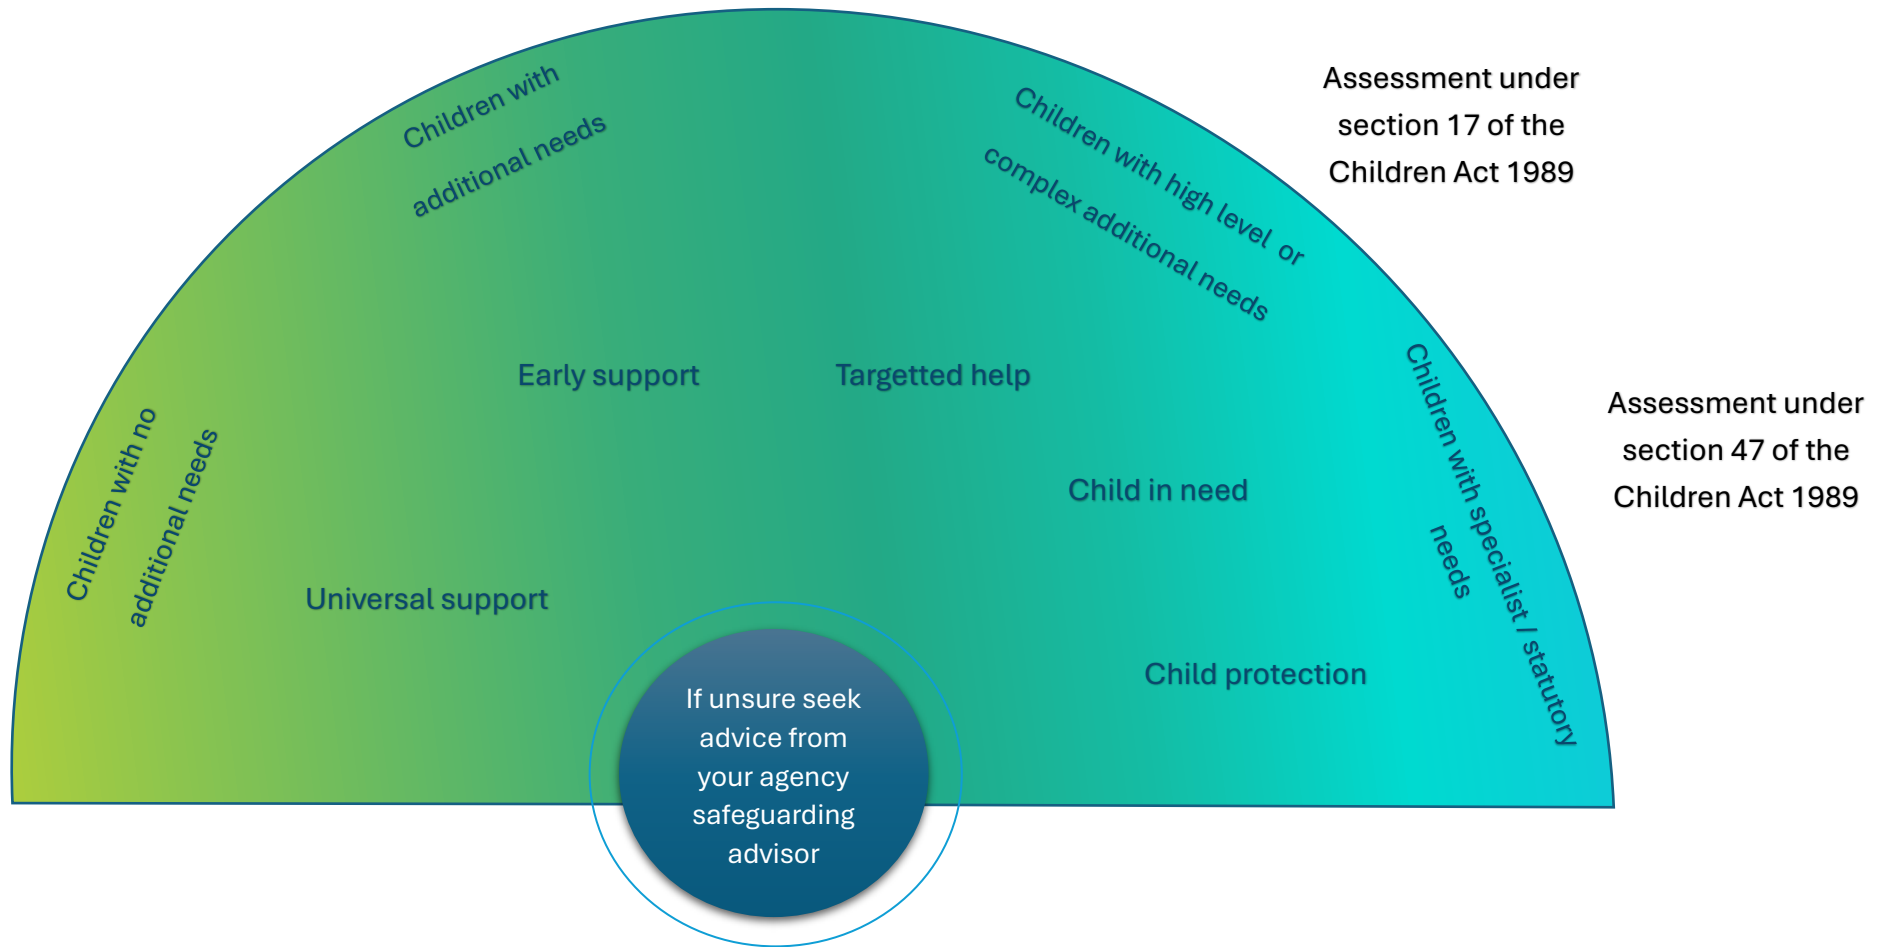 Children with no
additional needs
Children with
additional needs
Children with high level or
complex additional needs
Children with specialist / statutory
needs
Assessment under
section 17 of the
Children Act 1989
Assessment under
section 47 of the
Children Act 1989
Universal support
Early support
Targetted help
Child in need
Child protection
If unsure seek
advice from
your agency
safeguarding
advisor